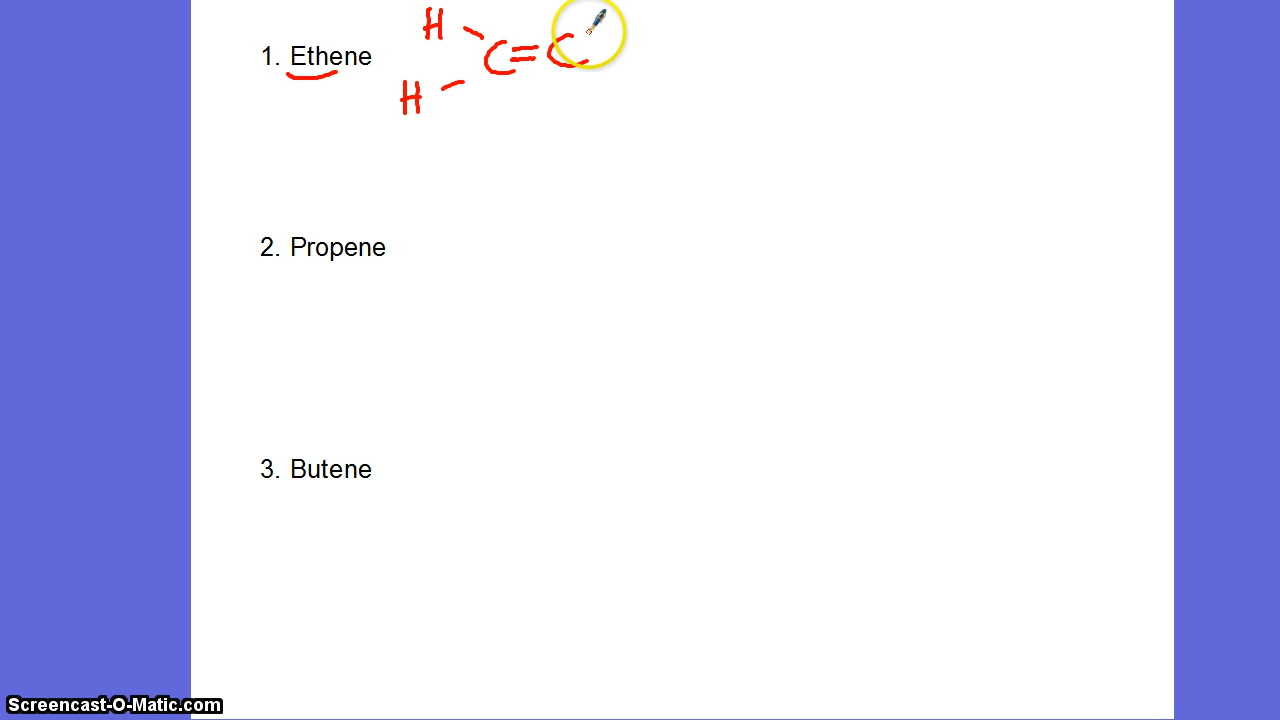 H
1. Ethene C=C
H
2. Propene
3. Butene
Screencast-O-Matic.com